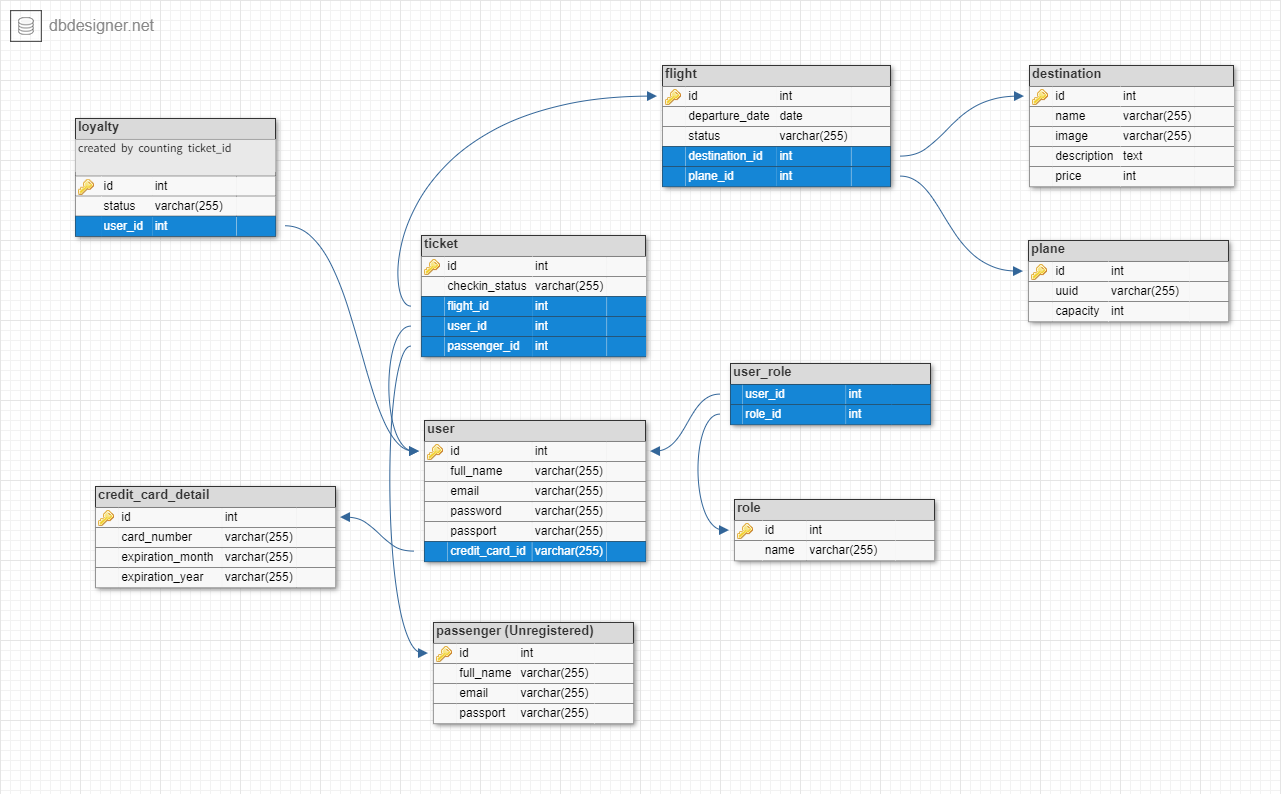 dbdesigner.net
flight
id int
departure_date date
status varchar(255)
destination_id int
plane_id int
destination
id int
name varchar(255)
image varchar(255)
description text
price int
loyalty
created by counting ticket_id
id int
status varchar(255)
user_id int
ticket
id int
checkin_status varchar(255)
flight_id int
user_id int
passenger_id int
plane
id int
uuid varchar(255)
capacity int
user_role
user_id int
role_id int
user
id int
full_name varchar(255)
email varchar(255)
password varchar(255)
passport varchar(255)
credit_card_id varchar(255)
credit_card_detail
id int
card_number varchar(255)
expiration_month varchar(255)
expiration_year varchar(255)
role
id int
name varchar(255)
passenger (Unregistered)
id int
full_name varchar(255)
email varchar(255)
passport varchar(255)